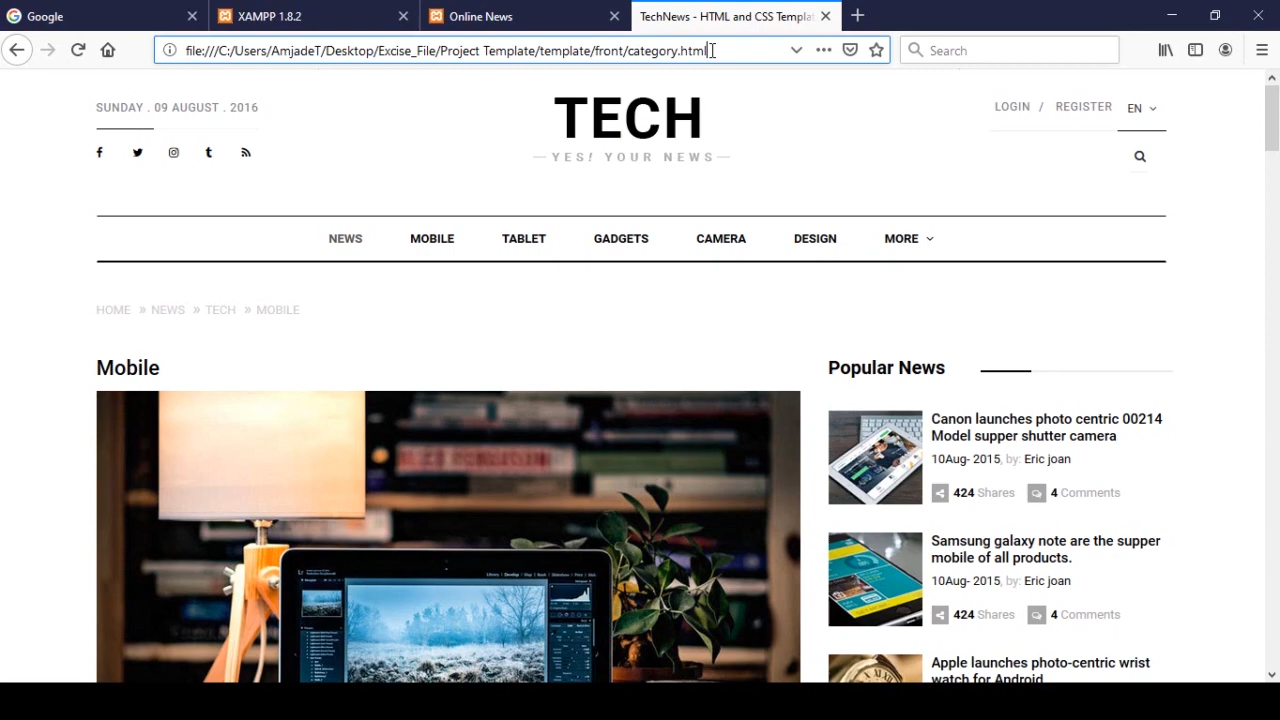 Google
XAMPP 1.8.2
Online News
TechNews - HTML and CSS Templa
file:///C:/Users/AmjadeT/Desktop/Excise_File/Project Template/template/front/category.html
Search
SUNDAY . 09 AUGUST . 2016
TECH
YES! YOUR NEWS
LOGIN / REGISTER
EN
NEWS MOBILE TABLET GADGETS CAMERA DESIGN MORE
HOME » NEWS » TECH » MOBILE
Mobile
Popular News
Canon launches photo centric 00214
Model supper shutter camera
10Aug- 2015, by: Eric joan
424 Shares 4 Comments
Samsung galaxy note are the supper
mobile of all products.
10Aug- 2015, by: Eric joan
424 Shares 4 Comments
Apple launches photo-centric wrist
watch for Android